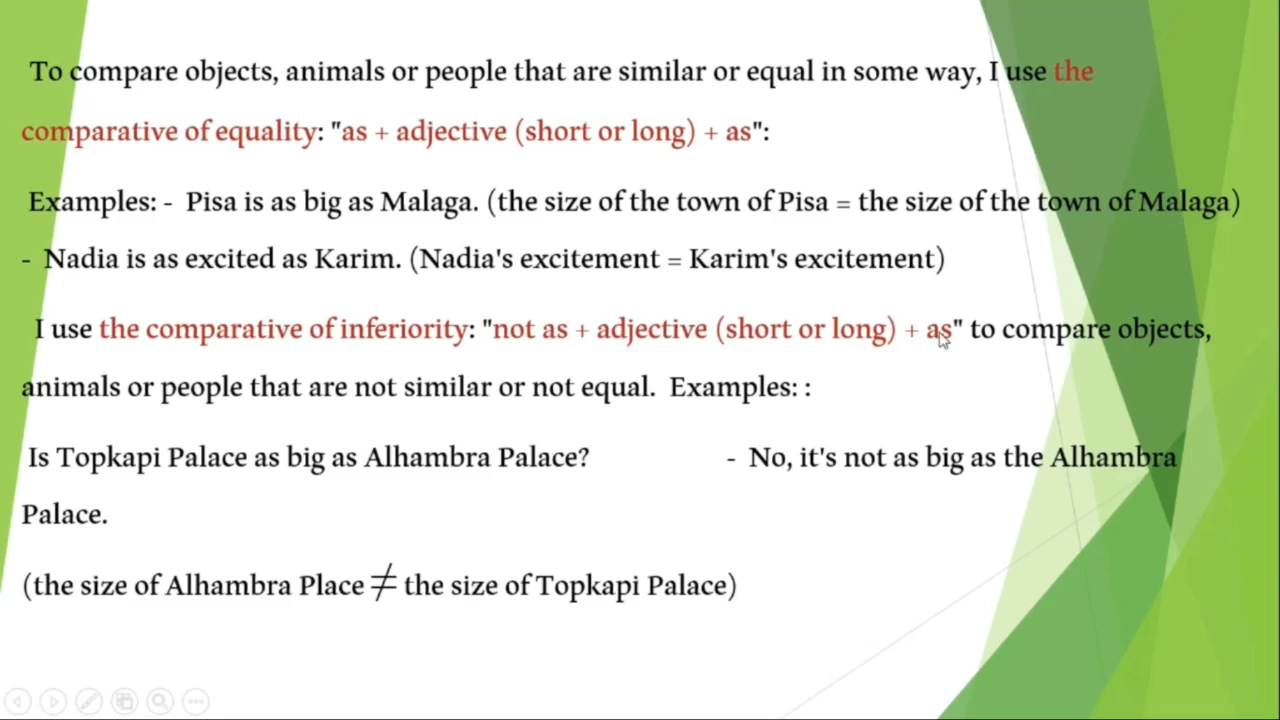 To compare objects, animals or people that are similar or equal in some way, I use the
comparative of equality: "as + adjective (short or long) + as":
Examples: - Pisa is as big as Malaga. (the size of the town of Pisa = the size of the town of Malaga)
- Nadia is as excited as Karim. (Nadia's excitement = Karim's excitement)
I use the comparative of inferiority: "not as + adjective (short or long) + as" to compare objects,
animals or people that are not similar or not equal. Examples: :
Is Topkapi Palace as big as Alhambra Palace? - No, it's not as big as the Alhambra
Palace.
(the size of Alhambra Place ≠ the size of Topkapi Palace)